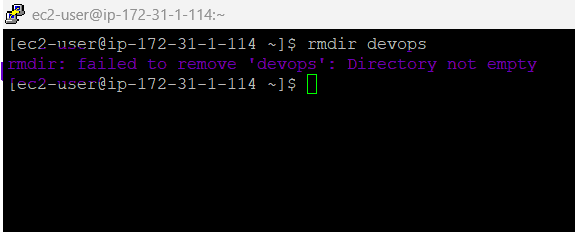 ec2-user@ip-172-31-1-114:~
[ec2-user@ip-172-31-1-114 ~]$ rmdir devops
rmdir: failed to remove 'devops': Directory not empty
[ec2-user@ip-172-31-1-114 ~]$